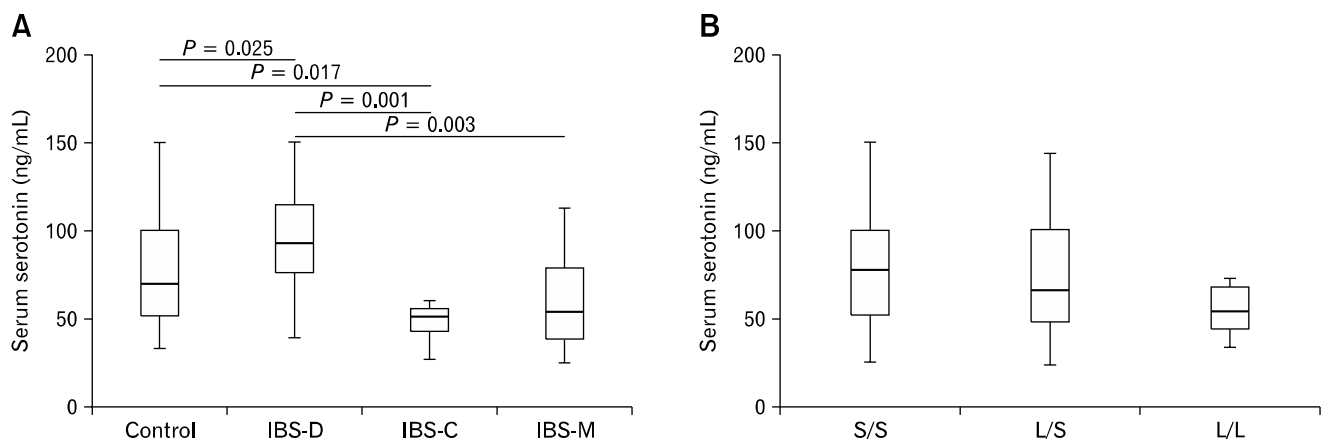 A
200
150
100
50
0
Serum serotonin (ng/mL)
P = 0.025
P = 0.017
P = 0.001
P = 0.003
Control IBS-D IBS-C IBS-M
B
200
150
100
50
0
Serum serotonin (ng/mL)
S/S L/S L/L